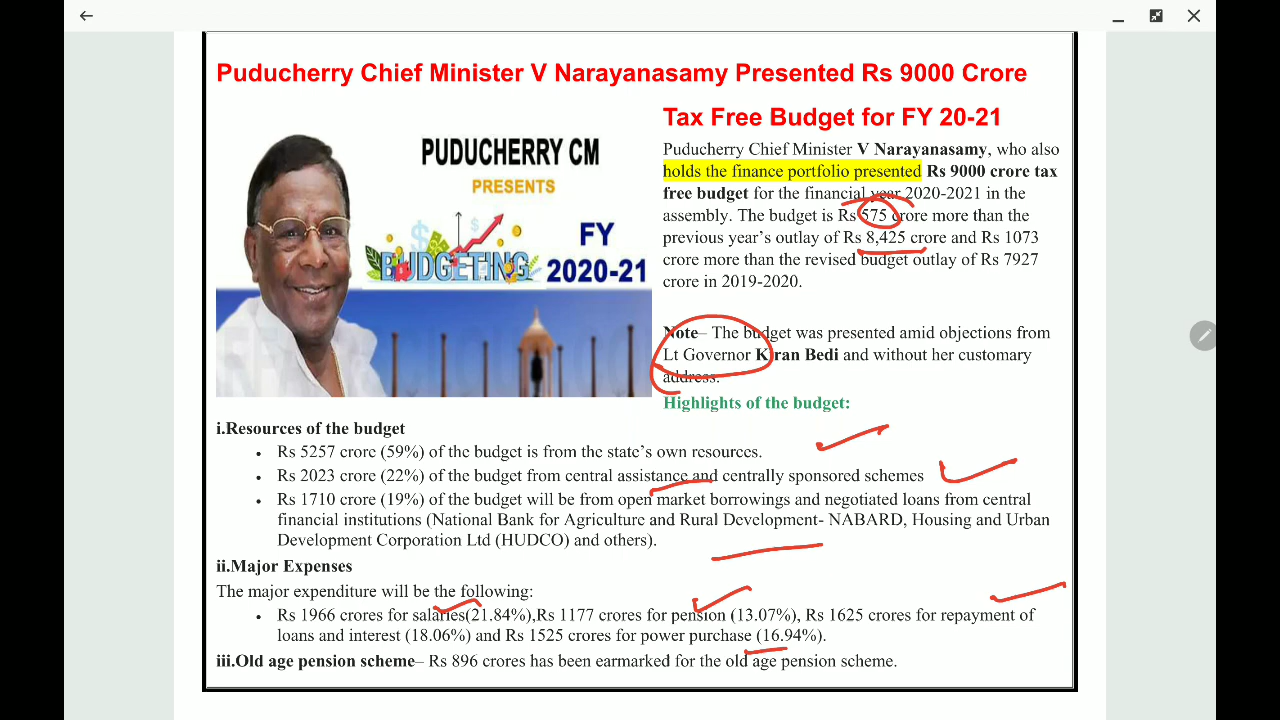 Puducherry Chief Minister V Narayanasamy Presented Rs 9000 Crore
Tax Free Budget for FY 20-21
PUDUCHERRY CM
PRESENTS
BUDGETING
FY
2020-21
Puducherry Chief Minister V Narayanasamy, who also
holds the finance portfolio presented Rs 9000 crore tax
free budget for the financial year 2020-2021 in the
assembly. The budget is Rs 575 crore more than the
previous year's outlay of Rs 8,425 crore and Rs 1073
crore more than the revised budget outlay of Rs 7927
crore in 2019-2020.
Note– The budget was presented amid objections from
Lt Governor Kiran Bedi and without her customary
address.
Highlights of the budget:
i.Resources of the budget
• Rs 5257 crore (59%) of the budget is from the state's own resources.
• Rs 2023 crore (22%) of the budget from central assistance and centrally sponsored schemes
• Rs 1710 crore (19%) of the budget will be from open market borrowings and negotiated loans from central
financial institutions (National Bank for Agriculture and Rural Development- NABARD, Housing and Urban
Development Corporation Ltd (HUDCO) and others).
ii.Major Expenses
The major expenditure will be the following:
• Rs 1966 crores for salaries(21.84%),Rs 1177 crores for pension (13.07%), Rs 1625 crores for repayment of
loans and interest (18.06%) and Rs 1525 crores for power purchase (16.94%).
iii.Old age pension scheme– Rs 896 crores has been earmarked for the old age pension scheme.